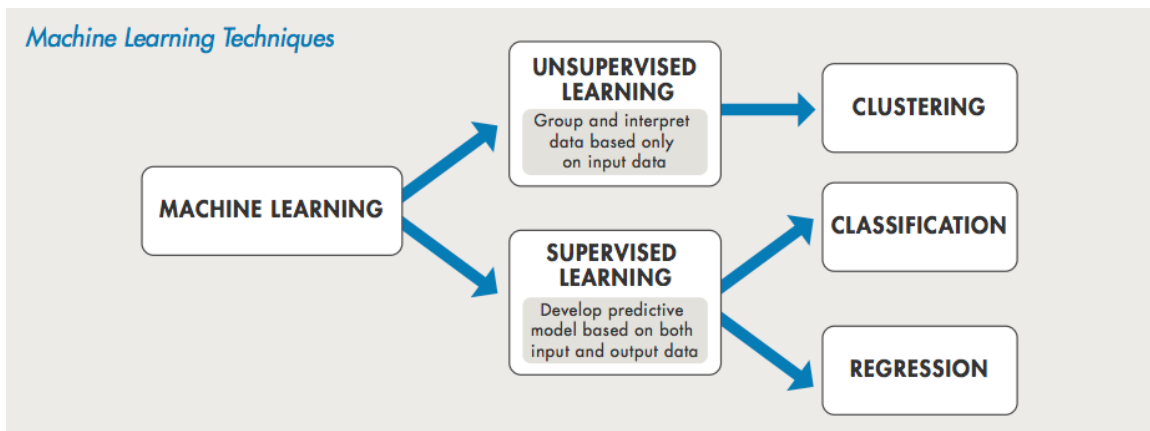 Machine Learning Techniques
UNSUPERVISED
LEARNING
Group and interpret
data based only
on input data
CLUSTERING
MACHINE LEARNING
SUPERVISED
LEARNING
Develop predictive
model based on both
input and output data
CLASSIFICATION
REGRESSION